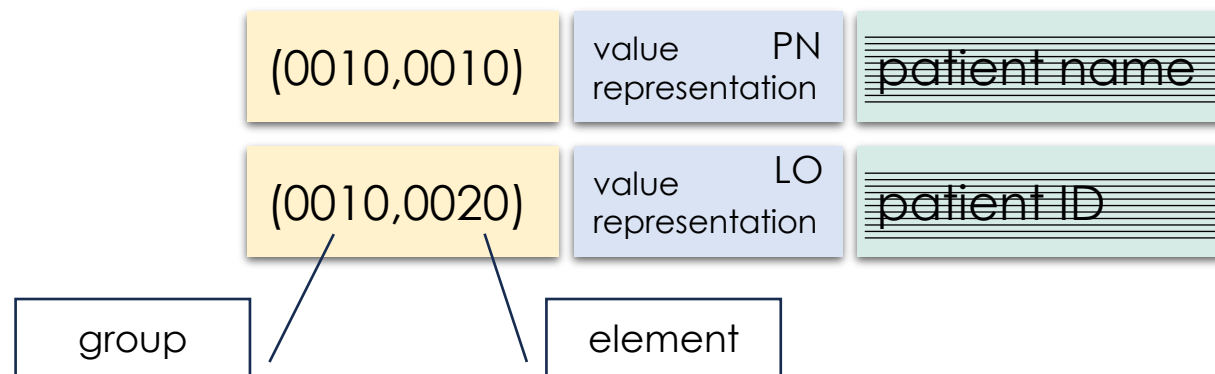 (0010,0010)
value PN
representation
patient name
(0010,0020)
value LO
representation
patient ID
group
element